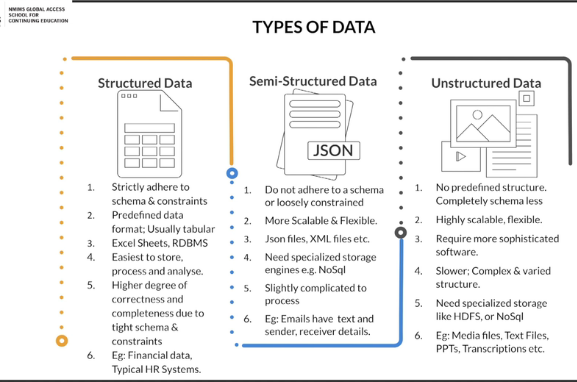 NMIMS GLOBAL ACCESS
SCHOOL FOR
CONTINUING EDUCATION
TYPES OF DATA
Structured Data
1. Strictly adhere to
schema & constraints
2. Predefined data
format; Usually tabular
3. Excel Sheets, RDBMS
4. Easiest to store,
process and analyse.
5. Higher degree of
correctness and
completeness due to
tight schema &
constraints
6. Eg: Financial data,
Typical HR Systems.
Semi-Structured Data
JSON
1. Do not adhere to a schema
or loosely constrained
2. More Scalable & Flexible.
3. Json files, XML files etc.
4. Need specialized storage
engines e.g. NoSql
5. Slightly complicated to
process
6. Eg: Emails have text and
sender, receiver details.
Unstructured Data
1. No predefined structure.
Completely schema less
2. Highly scalable, flexible.
3. Require more sophisticated
software.
4. Slower; Complex & varied
structure.
5. Need specialized storage
like HDFS, or NoSql
6. Eg: Media files, Text Files,
PPTs, Transcriptions etc.